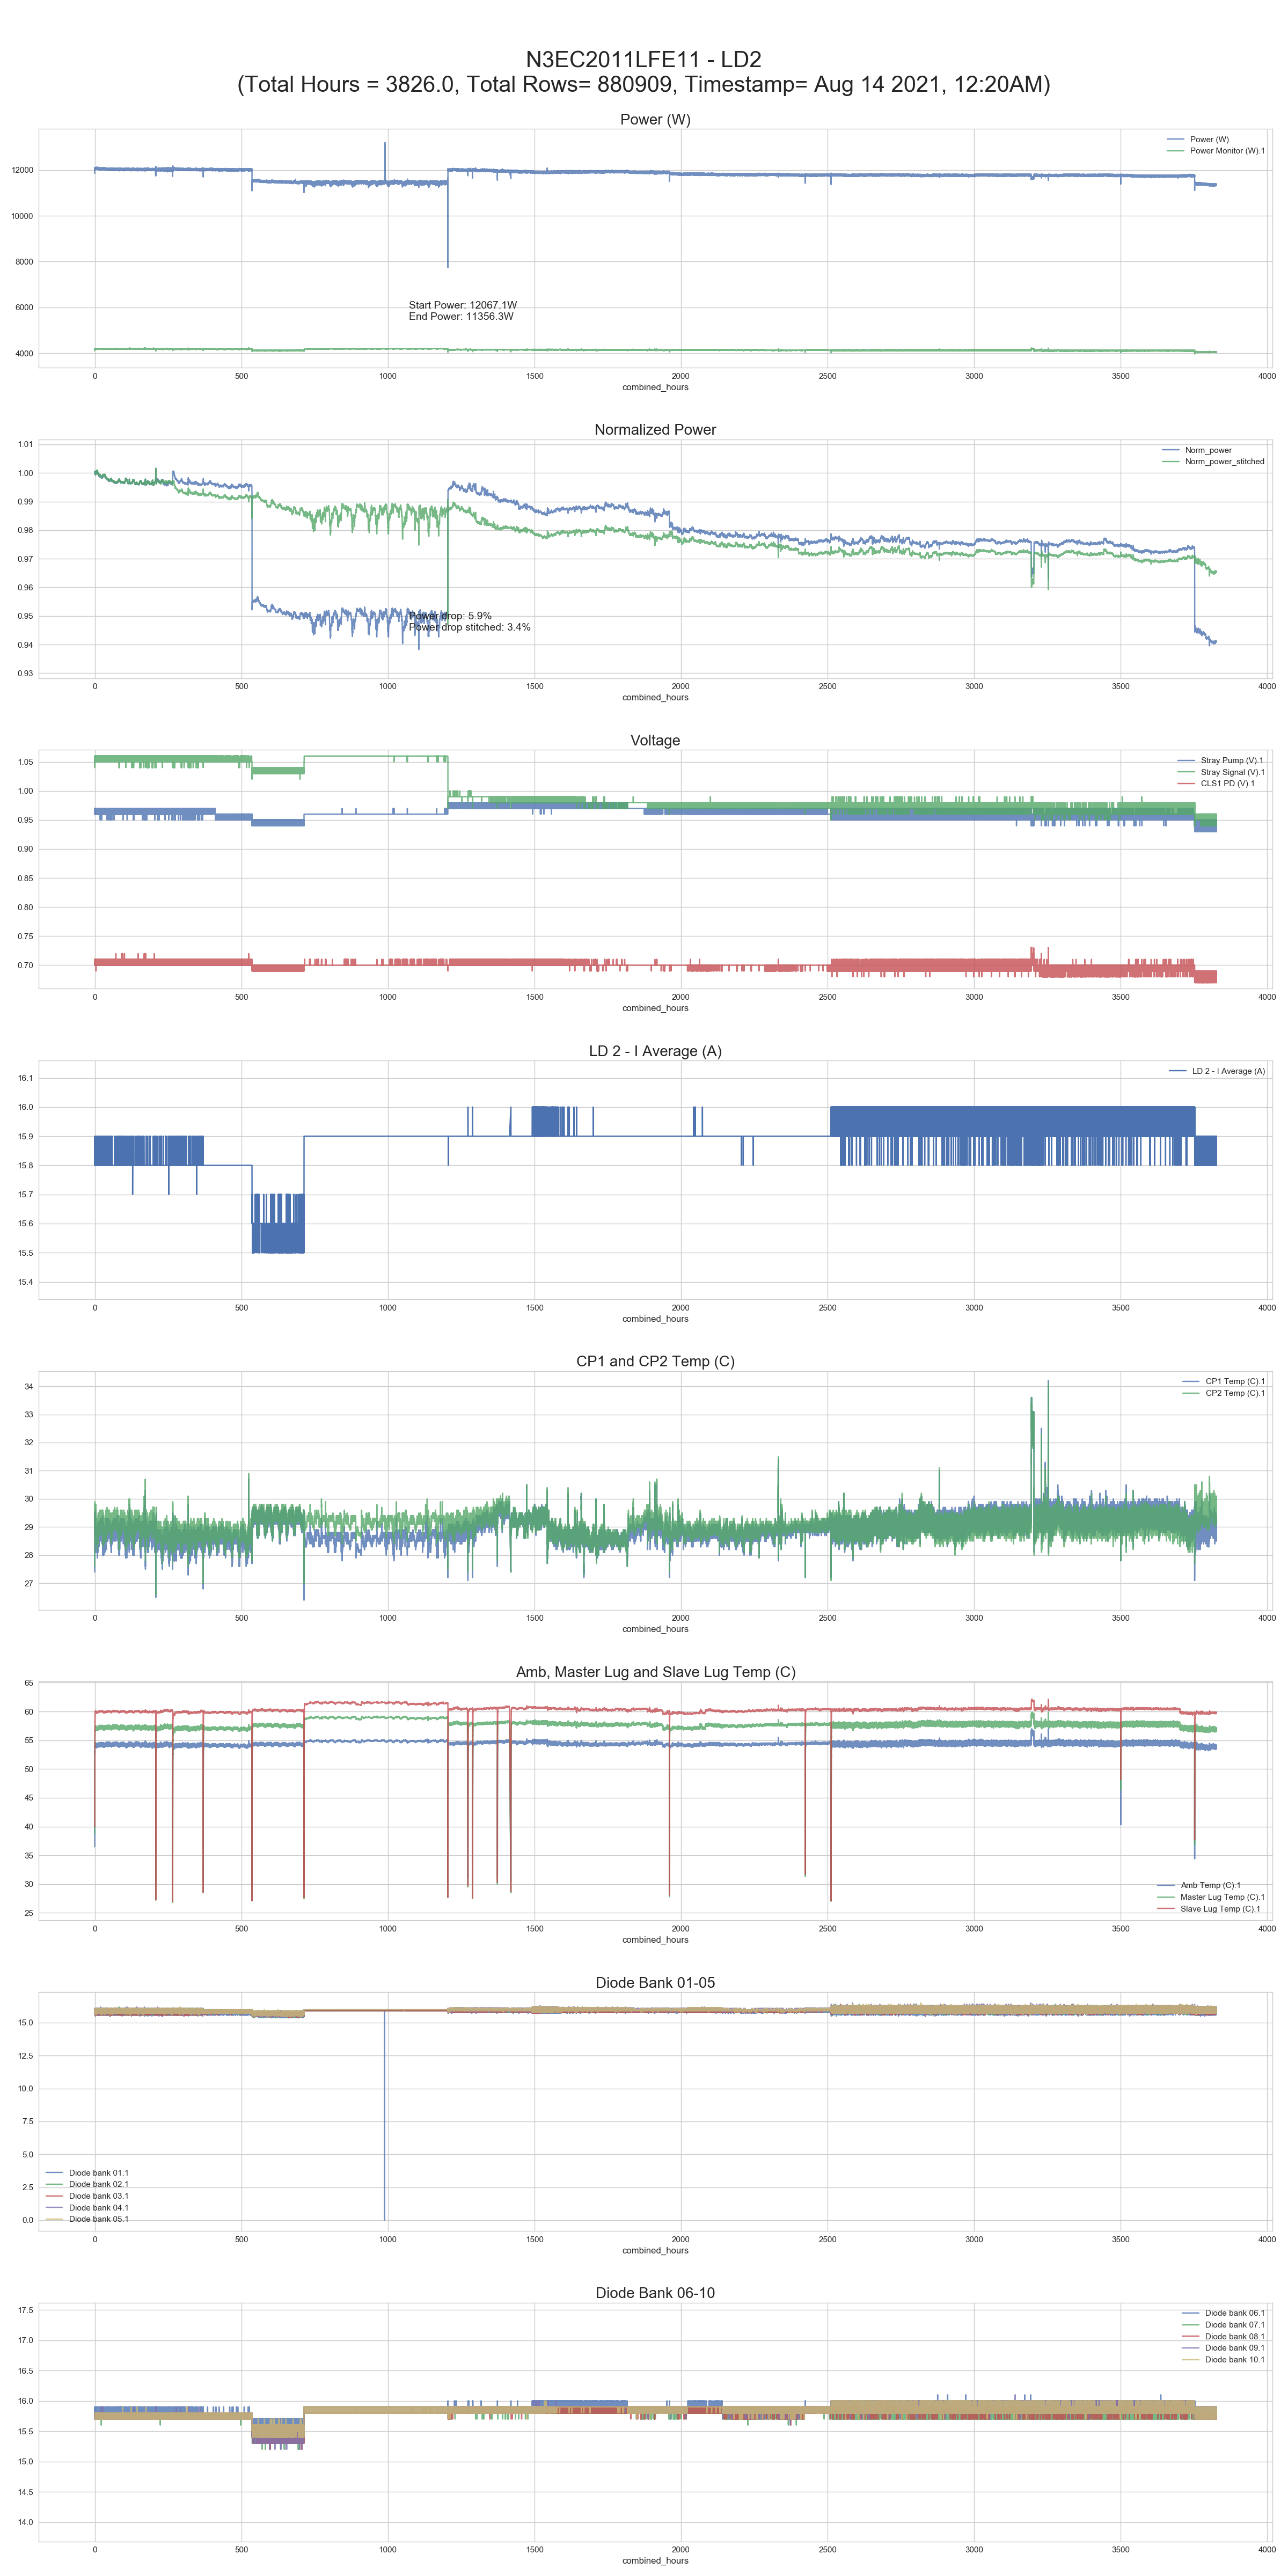 N3EC2011LFE11 - LD2
(Total Hours = 3826.0, Total Rows= 880909, Timestamp= Aug 14 2021, 12:20AM)
Power (W)
Power (W)
Power Monitor (W).1
12000
10000
8000
6000
4000
Start Power: 12067.1W
End Power: 11356.3W
0 500 1000 1500 2000 2500 3000 3500 4000
combined_hours
Normalized Power
Norm_power
Norm_power_stitched
1.01
1.00
0.99
0.98
0.97
0.96
0.95
0.94
0.93
Power drop: 5.9%
Power drop stitched: 3.4%
0 500 1000 1500 2000 2500 3000 3500 4000
combined_hours
Voltage
Stray Pump (V).1
Stray Signal (V).1
CLS1 PD (V).1
1.05
1.00
0.95
0.90
0.85
0.80
0.75
0.70
0 500 1000 1500 2000 2500 3000 3500 4000
combined_hours
LD 2 - I Average (A)
LD 2 - I Average (A)
16.1
16.0
15.9
15.8
15.7
15.6
15.5
15.4
0 500 1000 1500 2000 2500 3000 3500 4000
combined_hours
CP1 and CP2 Temp (C)
CP1 Temp (C).1
CP2 Temp (C).1
34
33
32
31
30
29
28
27
0 500 1000 1500 2000 2500 3000 3500 4000
combined_hours
Amb, Master Lug and Slave Lug Temp (C)
65
60
55
50
45
40
35
30
25
Amb Temp (C).1
Master Lug Temp (C).1
Slave Lug Temp (C).1
0 500 1000 1500 2000 2500 3000 3500 4000
combined_hours
Diode Bank 01-05
15.0
12.5
10.0
7.5
5.0
2.5
0.0
Diode bank 01.1
Diode bank 02.1
Diode bank 03.1
Diode bank 04.1
Diode bank 05.1
0 500 1000 1500 2000 2500 3000 3500 4000
combined_hours
Diode Bank 06-10
Diode bank 06.1
Diode bank 07.1
Diode bank 08.1
Diode bank 09.1
Diode bank 10.1
17.5
17.0
16.5
16.0
15.5
15.0
14.5
14.0
0 500 1000 1500 2000 2500 3000 3500 4000
combined_hours